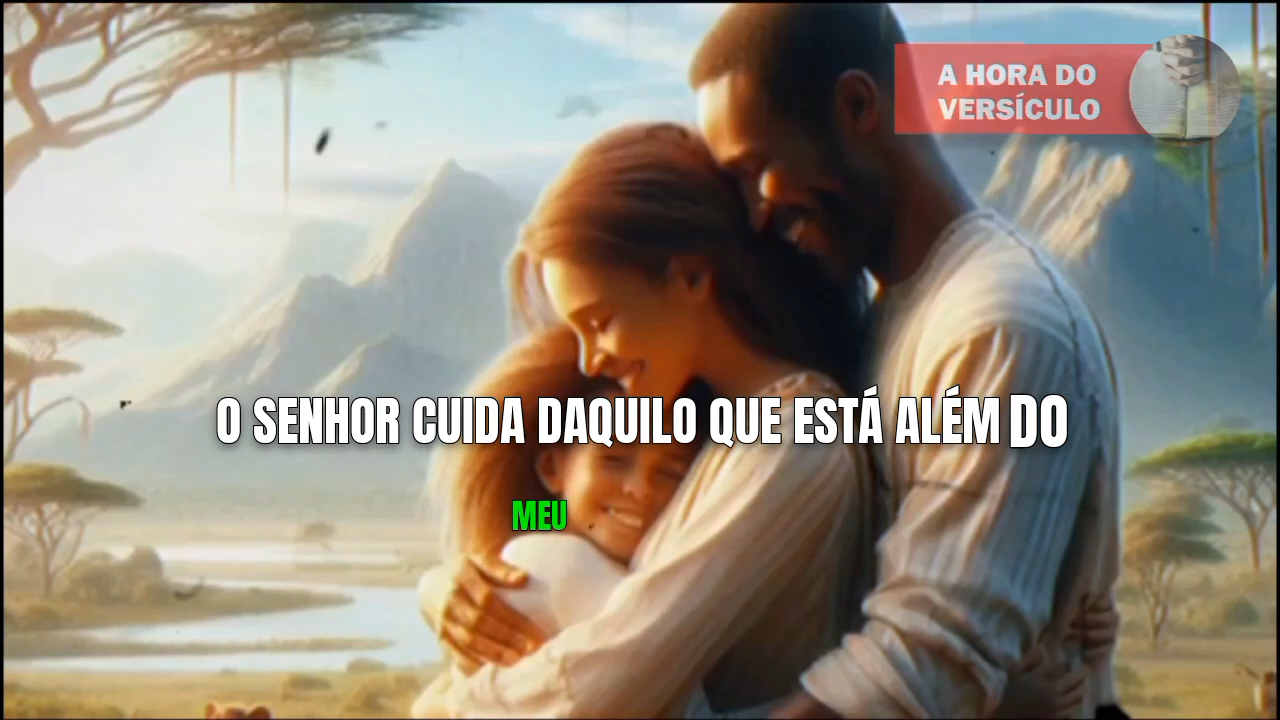 A HORA DO
VERSÍCULO
O SENHOR CUIDA DAQUILO QUE ESTÁ ALÉM DO
MEU